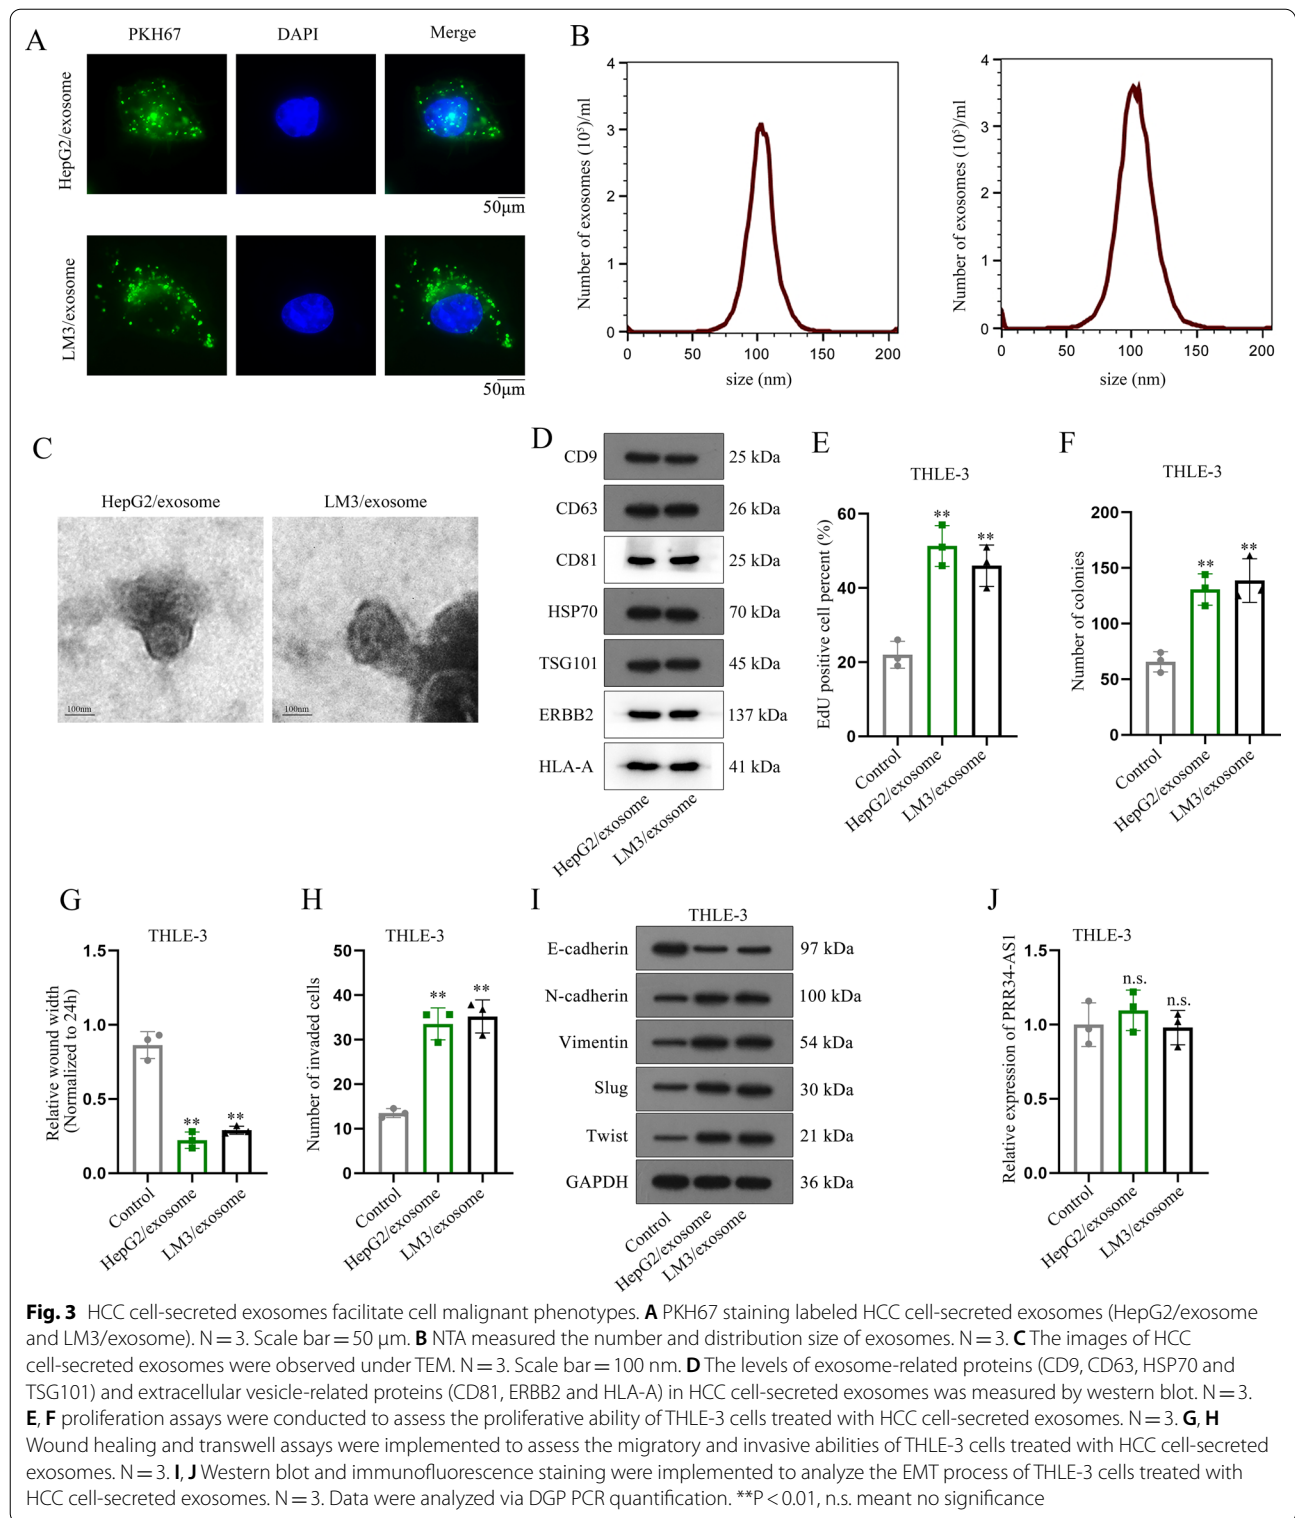 A
PKH67
DAPI
Merge
HepG2/exosome
50μm
LM3/exosome
50μm
B
Number of exosomes (10⁵)/ml
4
3
2
1
0
0 50 100 150 200
size (nm)
Number of exosomes (10⁵)/ml
4
3
2
1
0
0 50 100 150 200
size (nm)
C
HepG2/exosome
LM3/exosome
100nm
100nm
D
CD9 25 kDa
CD63 26 kDa
CD81 25 kDa
HSP70 70 kDa
TSG101 45 kDa
ERBB2 137 kDa
HLA-A 41 kDa
HepG2/exosome
LM3/exosome
E
THLE-3
EdU positive cell percent (%)
60
40
20
0
**
**
Control
HepG2/exosome
LM3/exosome
F
THLE-3
Number of colonies
200
150
100
50
0
**
**
Control
HepG2/exosome
LM3/exosome
G
THLE-3
Relative wound width
(Normalized to 24h)
1.5
1.0
0.5
0.0
**
**
Control
HepG2/exosome
LM3/exosome
H
THLE-3
Number of invaded cells
50
40
30
20
10
0
**
**
Control
HepG2/exosome
LM3/exosome
I
THLE-3
E-cadherin 97 kDa
N-cadherin 100 kDa
Vimentin 54 kDa
Slug 30 kDa
Twist 21 kDa
GAPDH 36 kDa
Control
HepG2/exosome
LM3/exosome
J
THLE-3
Relative expression of PRR34-AS1
1.5
1.0
0.5
0.0
n.s.
n.s.
Control
HepG2/exosome
LM3/exosome
Fig. 3 HCC cell-secreted exosomes facilitate cell malignant phenotypes. A PKH67 staining labeled HCC cell-secreted exosomes (HepG2/exosome
and LM3/exosome). N = 3. Scale bar = 50 μm. B NTA measured the number and distribution size of exosomes. N = 3. C The images of HCC
cell-secreted exosomes were observed under TEM. N = 3. Scale bar = 100 nm. D The levels of exosome-related proteins (CD9, CD63, HSP70 and
TSG101) and extracellular vesicle-related proteins (CD81, ERBB2 and HLA-A) in HCC cell-secreted exosomes was measured by western blot. N = 3.
E, F proliferation assays were conducted to assess the proliferative ability of THLE-3 cells treated with HCC cell-secreted exosomes. N = 3. G, H
Wound healing and transwell assays were implemented to assess the migratory and invasive abilities of THLE-3 cells treated with HCC cell-secreted
exosomes. N = 3. I, J Western blot and immunofluorescence staining were implemented to analyze the EMT process of THLE-3 cells treated with
HCC cell-secreted exosomes. N = 3. Data were analyzed via DGP PCR quantification. **P < 0.01, n.s. meant no significance